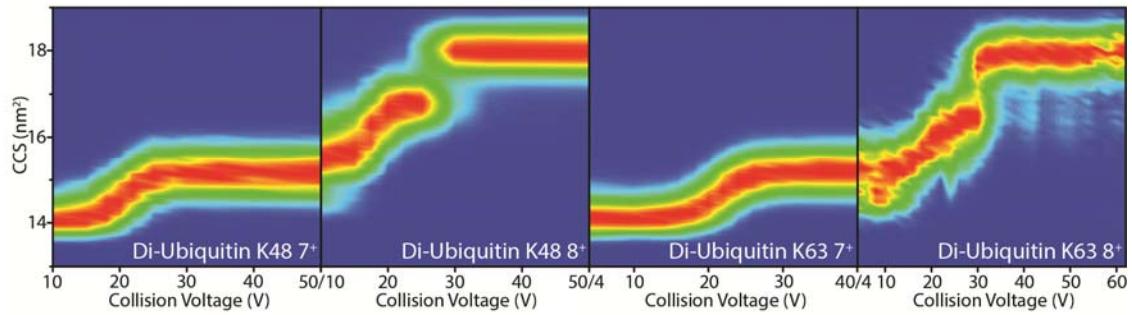 CCS (nm²)
18
16
14
13
Di-Ubiquitin K48 7⁺
Di-Ubiquitin K48 8⁺
Di-Ubiquitin K63 7⁺
Di-Ubiquitin K63 8⁺
10 20 30 40 50/10 20 30 40 50/4 10 20 30 40/4 10 20 30 40 50 60
Collision Voltage (V) Collision Voltage (V) Collision Voltage (V) Collision Voltage (V)